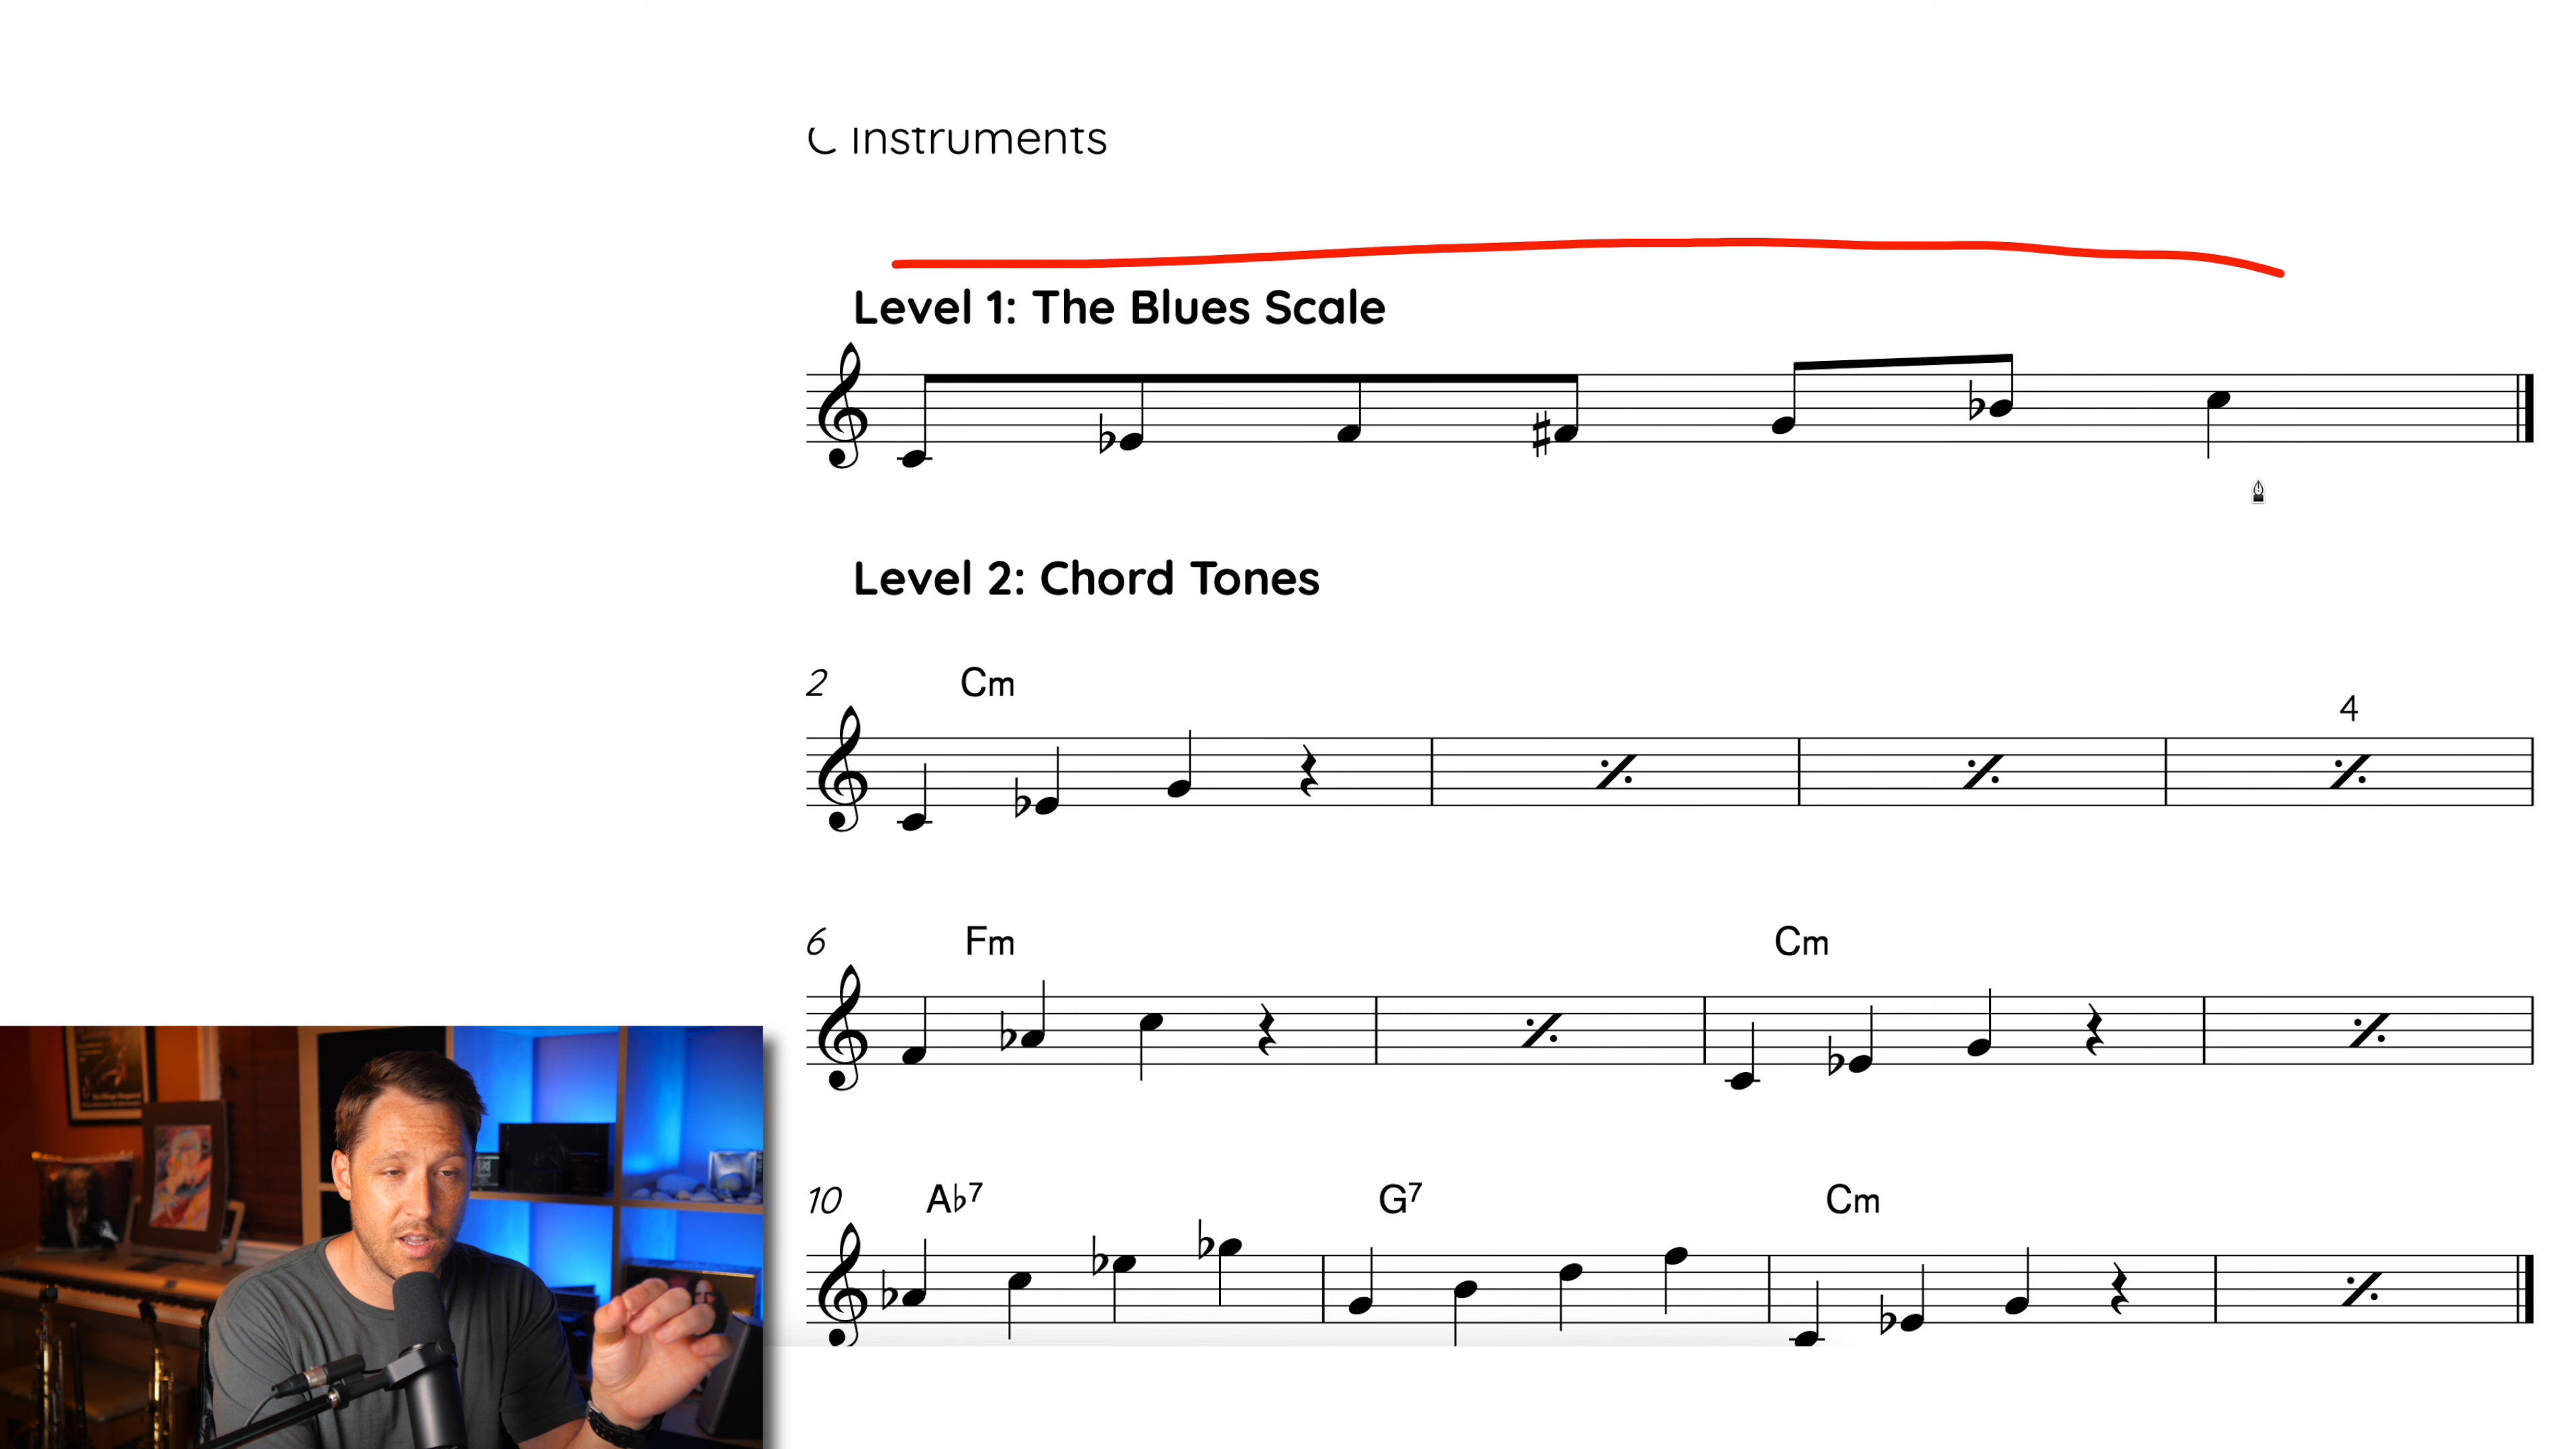 C Instruments
Level 1: The Blues Scale
Level 2: Chord Tones
2 Cm 4
6 Fm Cm
10 A♭7 G7 Cm